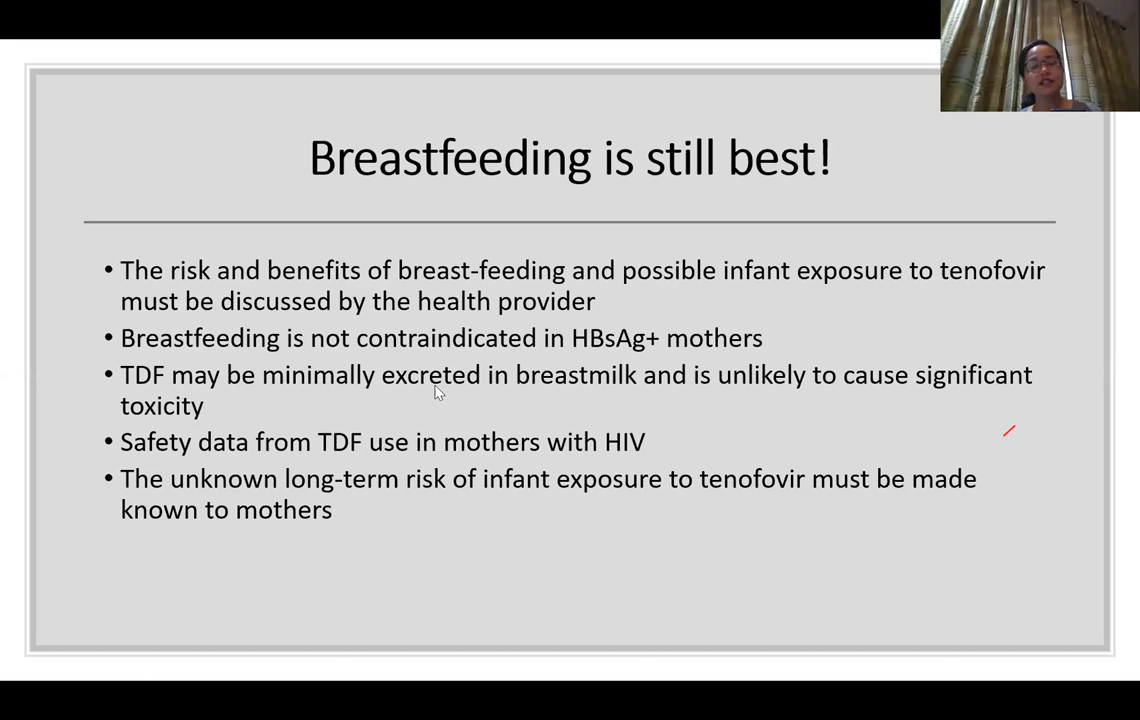 Breastfeeding is still best!
• The risk and benefits of breast-feeding and possible infant exposure to tenofovir
must be discussed by the health provider
• Breastfeeding is not contraindicated in HBsAg+ mothers
• TDF may be minimally excreted in breastmilk and is unlikely to cause significant
toxicity
• Safety data from TDF use in mothers with HIV
• The unknown long-term risk of infant exposure to tenofovir must be made
known to mothers